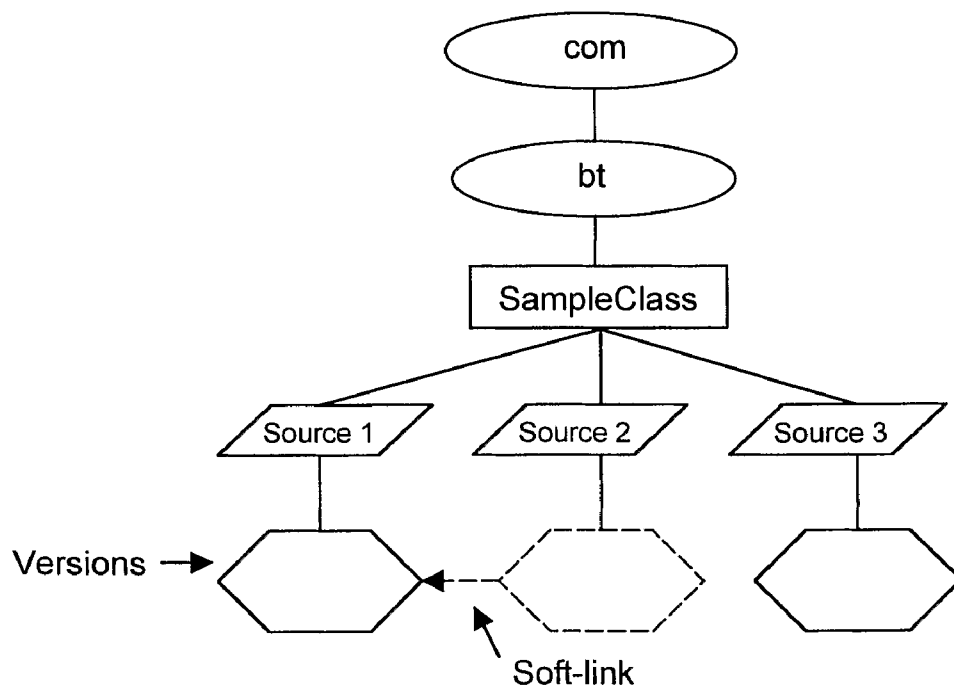 com
bt
SampleClass
Source 1
Source 2
Source 3
Versions
Soft-link